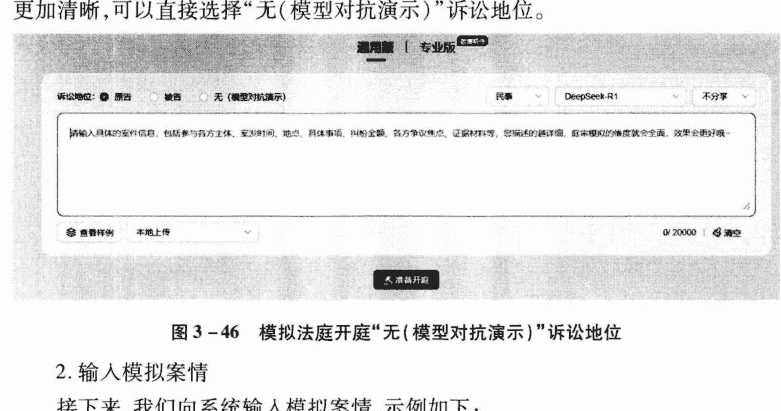 更加清晰,可以直接选择“无(模型对抗演示)”诉讼地位。
通用版 | 专业版
诉讼地位: 原告 被告 无 (模型对抗演示) 民事 DeepSeek-R1 不分享
请输入具体的案件信息，包括参与各方主体、案发时间、地点、具体事项、纠纷金额、各方争议焦点、证据材料等，您描述的越详细，庭审模拟的维度就会全面，效果会更好哦~
查看样例 本地上传 0/ 20000 清空
准备开庭
图 3-46 模拟法庭开庭“无(模型对抗演示)”诉讼地位
2. 输入模拟案情
接下来,我们向系统输入模拟案情,示例如下: